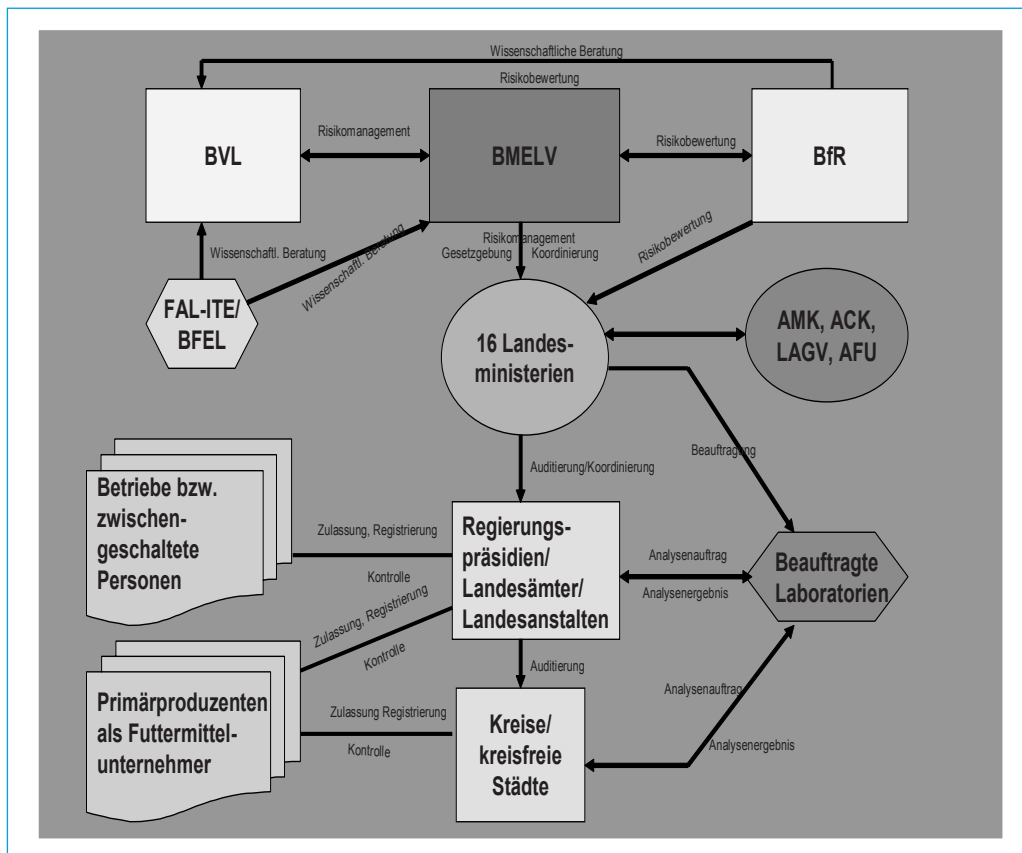 Wissenschaftliche Beratung
Risikobewertung
BVL
Risikomanagement
BMELV
Risikobewertung
BfR
Wissenschaftl. Beratung
Wissenschaftl. Beratung
Risikomanagement
Gesetzgebung
Koordinierung
Risikobewertung
FAL-ITE/
BFEL
16 Landes-
ministerien
AMK, ACK,
LAGV, AFU
Auditierung/Koordinierung
Beauftragung
Betriebe bzw.
zwischen-
geschaltete
Personen
Zulassung, Registrierung
Kontrolle
Regierungs-
präsidien/
Landesämter/
Landesanstalten
Analysenauftrag
Analysenergebnis
Beauftragte
Laboratorien
Zulassung, Registrierung
Kontrolle
Auditierung
Primärproduzenten
als Futtermittel-
unternehmer
Zulassung Registrierung
Kontrolle
Kreise/
kreisfreie
Städte
Analysenauftrag
Analysenergebnis